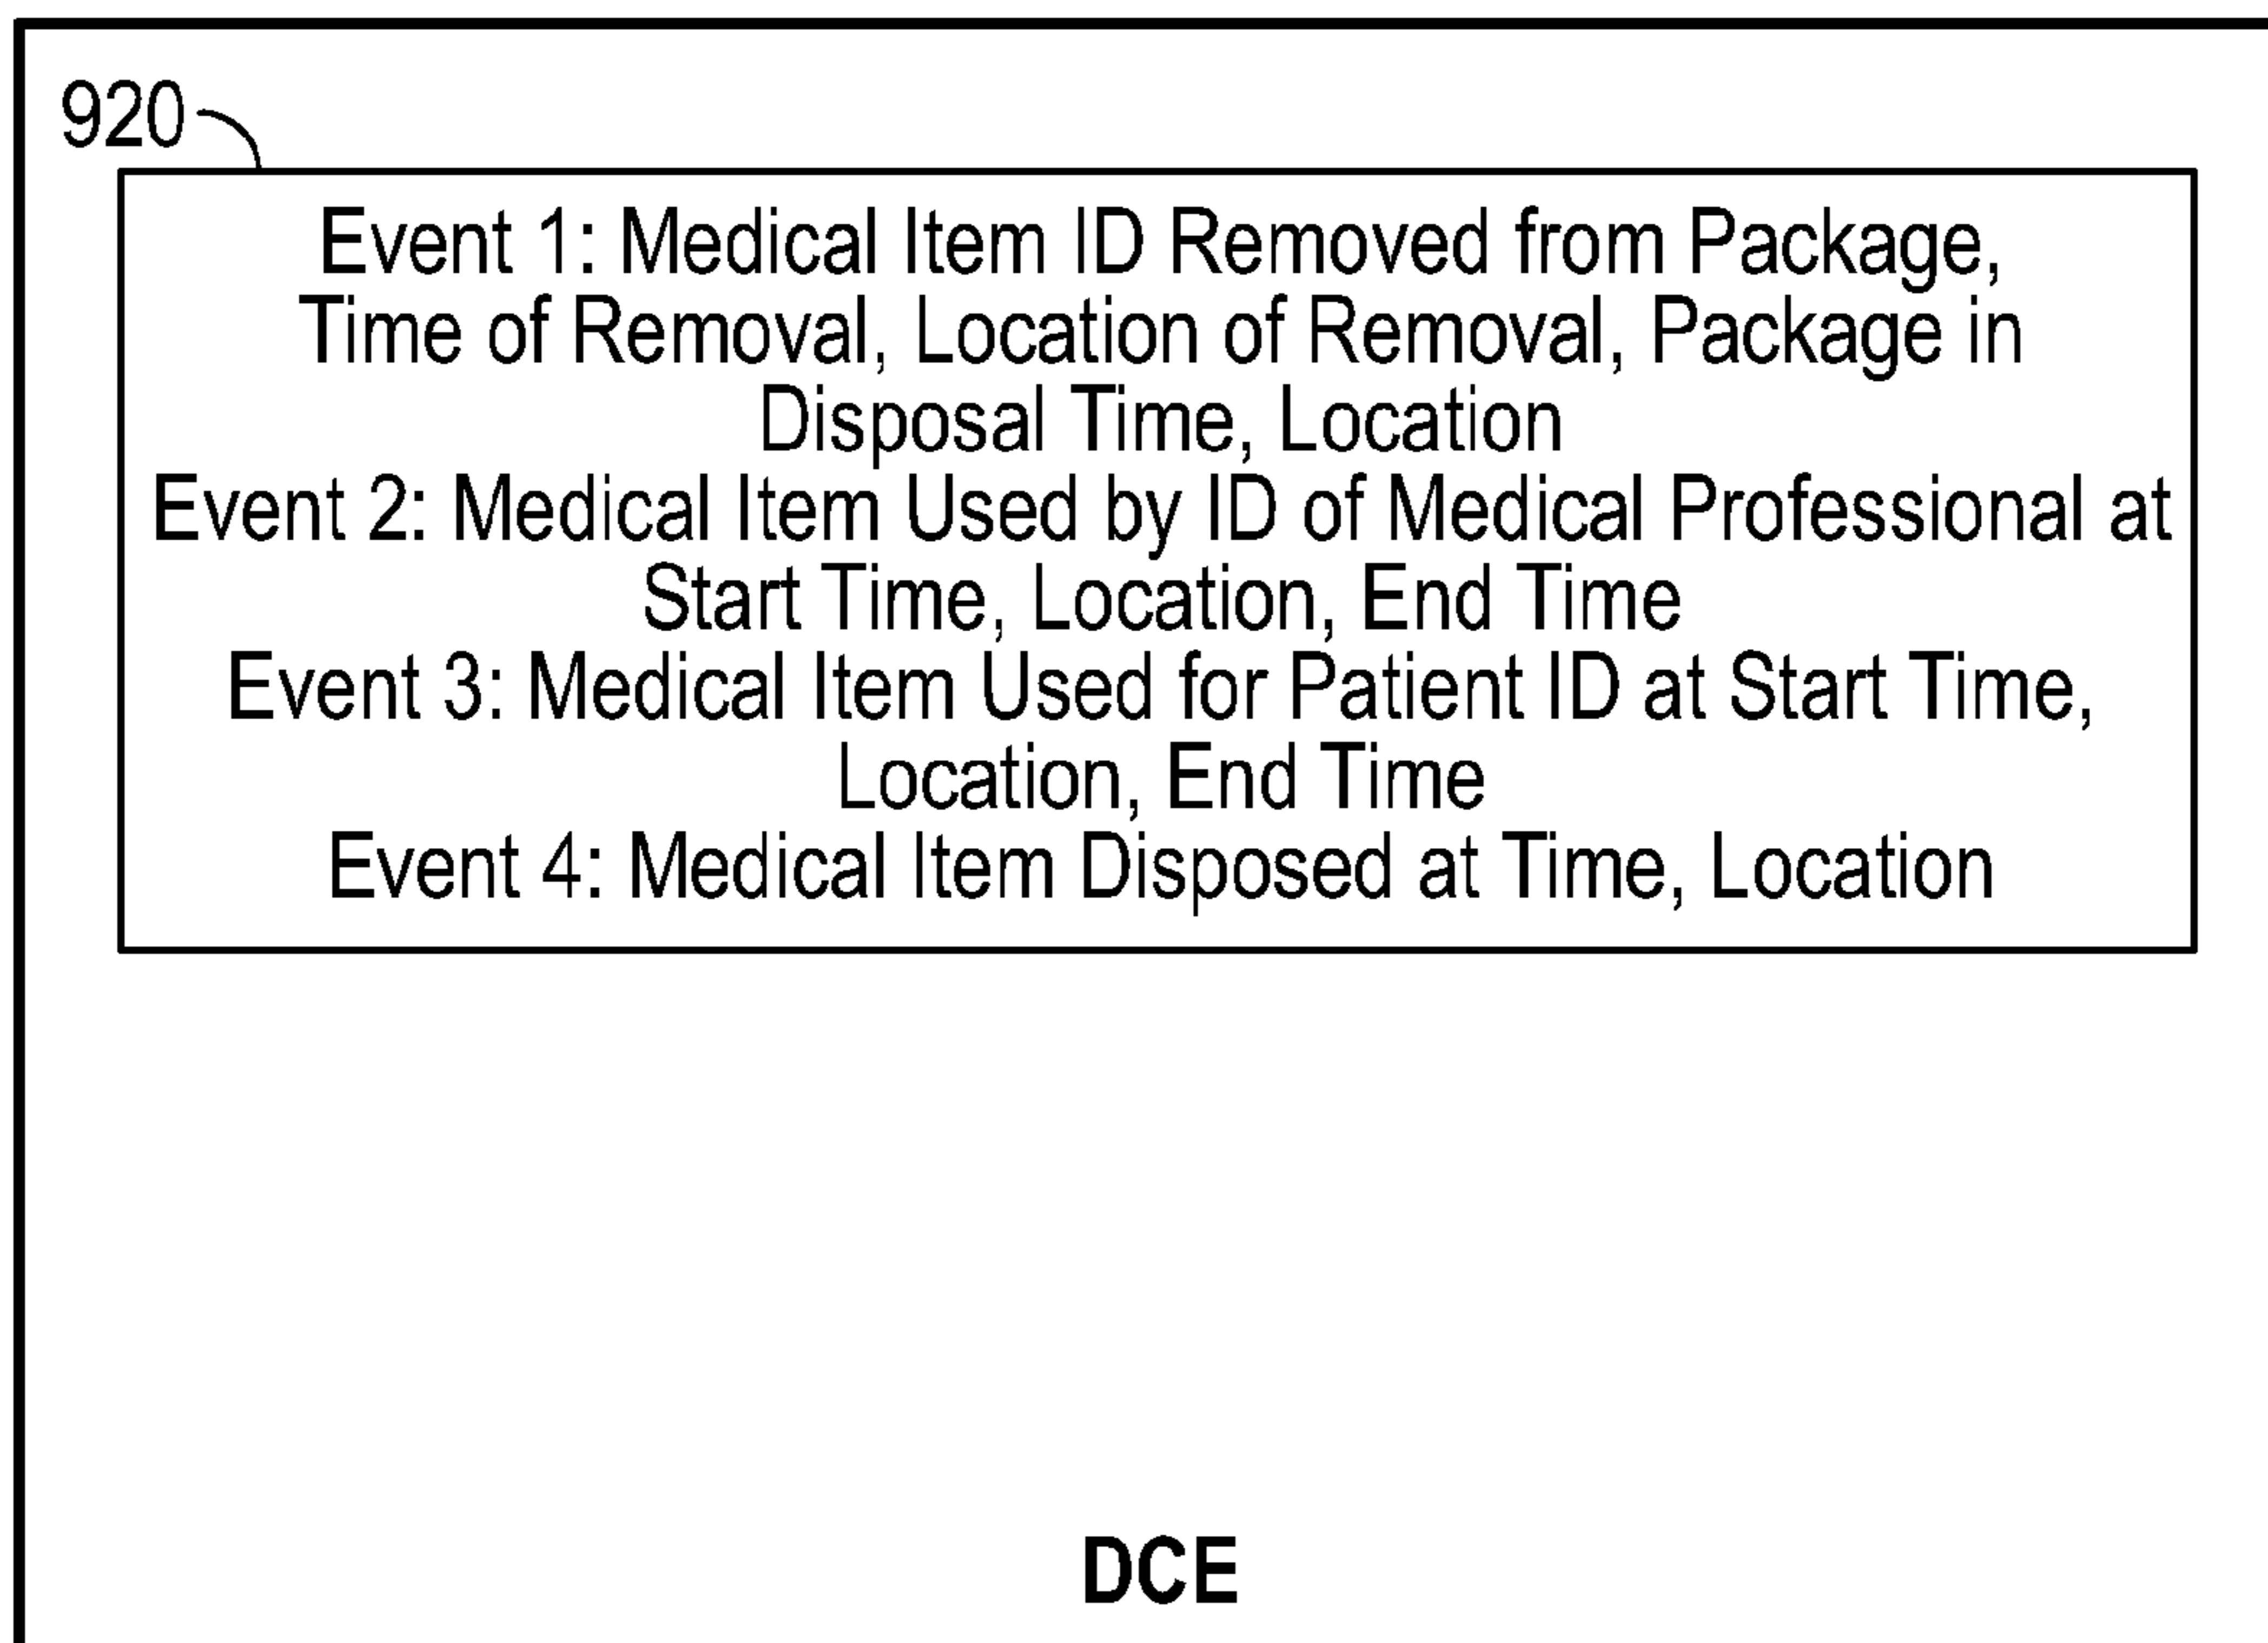 920
Event 1: Medical Item ID Removed from Package,
Time of Removal, Location of Removal, Package in
Disposal Time, Location
Event 2: Medical Item Used by ID of Medical Professional at
Start Time, Location, End Time
Event 3: Medical Item Used for Patient ID at Start Time,
Location, End Time
Event 4: Medical Item Disposed at Time, Location
DCE